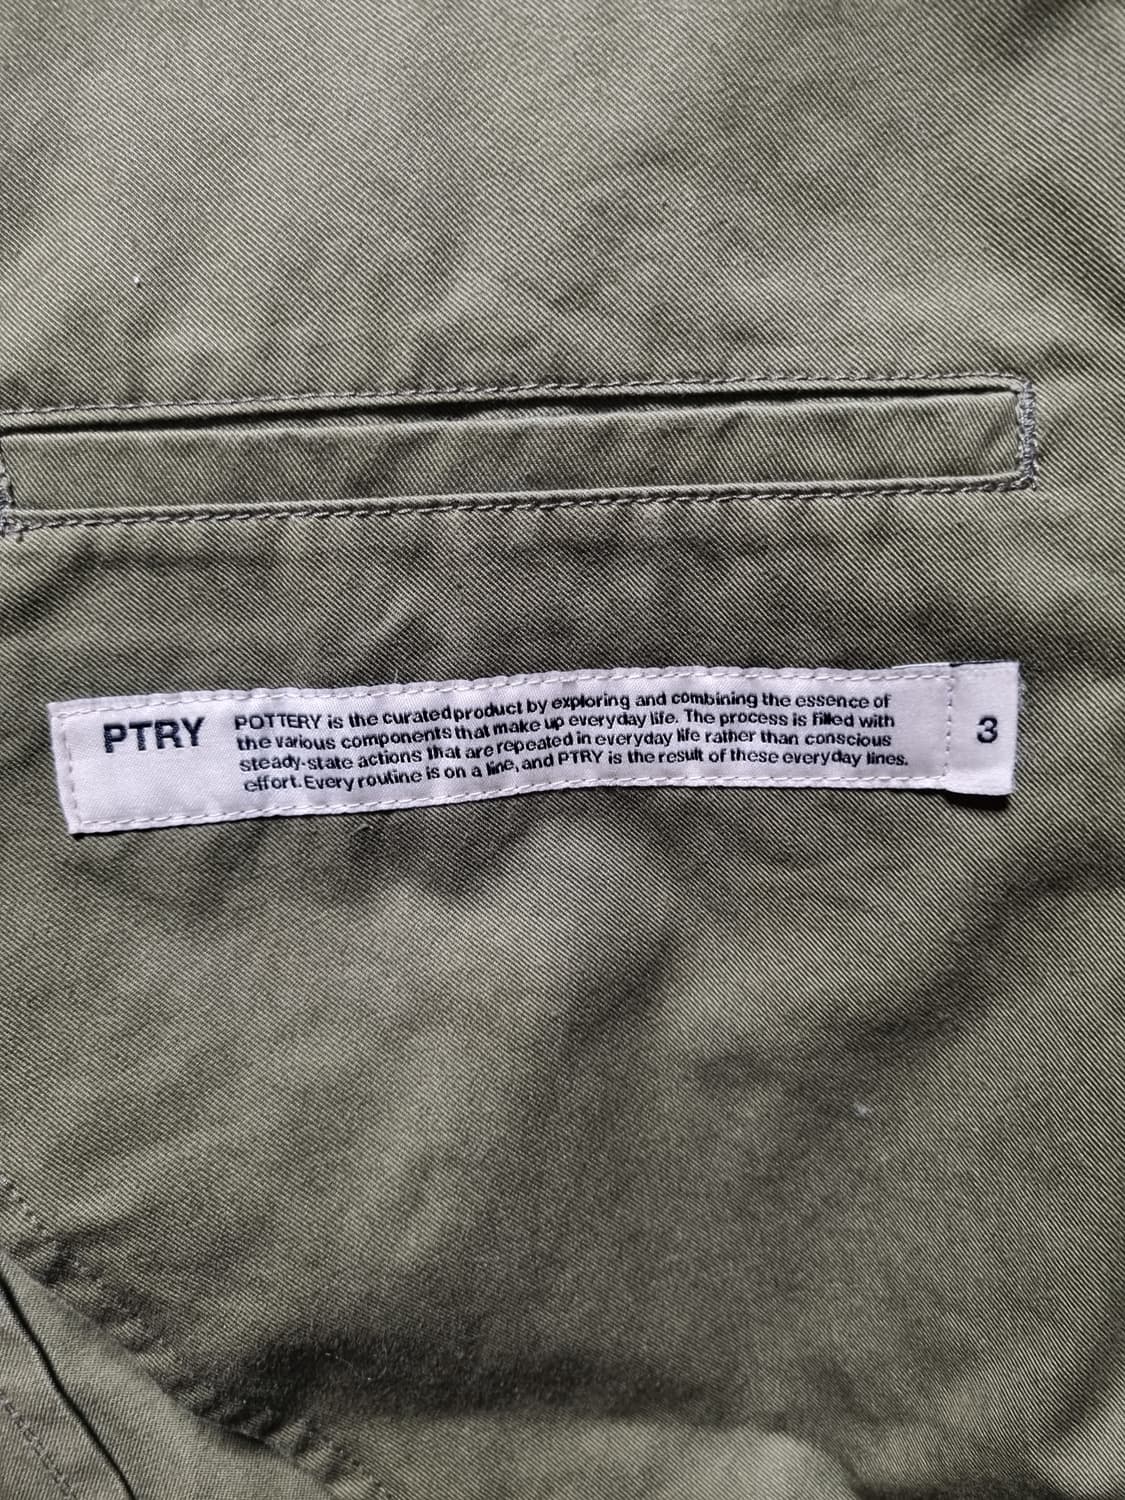 PTRY
POTTERY is the curated product by exploring and combining the essence of
the various components that make up everyday life. The process is filled with
steady-state actions that are repeated in everyday life rather than conscious
effort. Every routine is on a line, and PTRY is the result of these everyday lines.
3